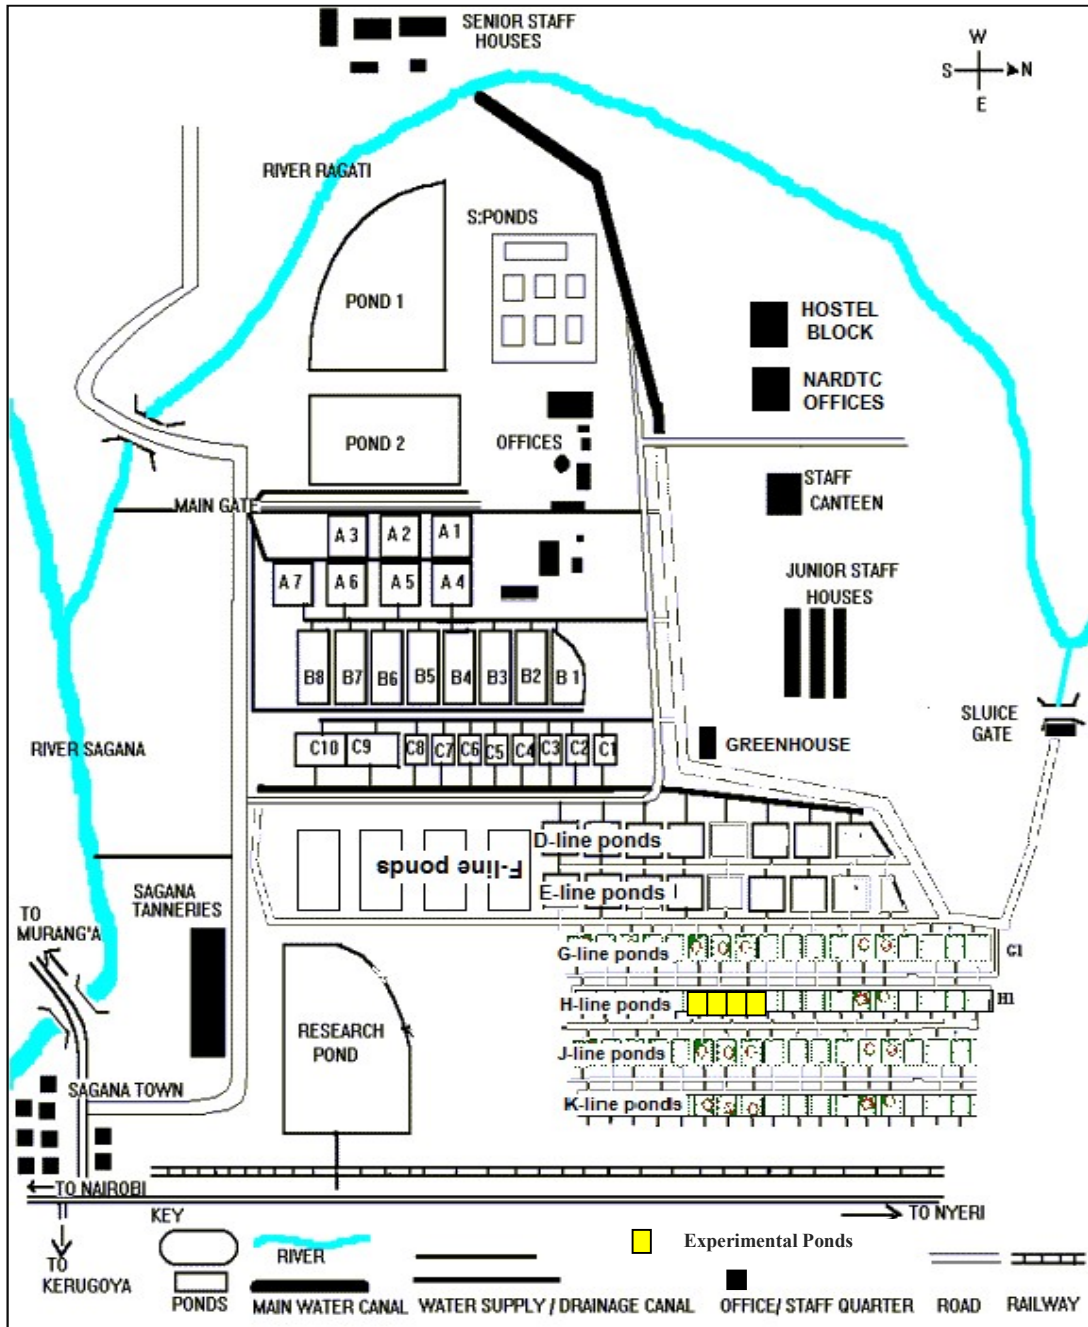 SENIOR STAFF
HOUSES
W
S
N
E
RIVER RAGATI
S:PONDS
POND 1
HOSTEL
BLOCK
NARDTC
OFFICES
POND 2
OFFICES
STAFF
CANTEEN
MAIN GATE
A 3
A 2
A 1
A 7
A 6
A 5
A 4
JUNIOR STAFF
HOUSES
B8
B7
B6
B5
B4
B3
B2
B 1
SLUICE
GATE
RIVER SAGANA
C10
C9
C8
C7
C6
C5
C4
C3
C2
C1
GREENHOUSE
D-line ponds
F-line ponds
E-line ponds
SAGANA
TANNERIES
TO
MURANG'A
G-line ponds
G1
H-line ponds
H1
RESEARCH
POND
J-line ponds
SAGANA TOWN
K-line ponds
TO NAIROBI
TO NYERI
KEY
TO
KERUGOYA
RIVER
Experimental Ponds
PONDS
MAIN WATER CANAL
WATER SUPPLY / DRAINAGE CANAL
OFFICE/ STAFF QUARTER
ROAD
RAILWAY